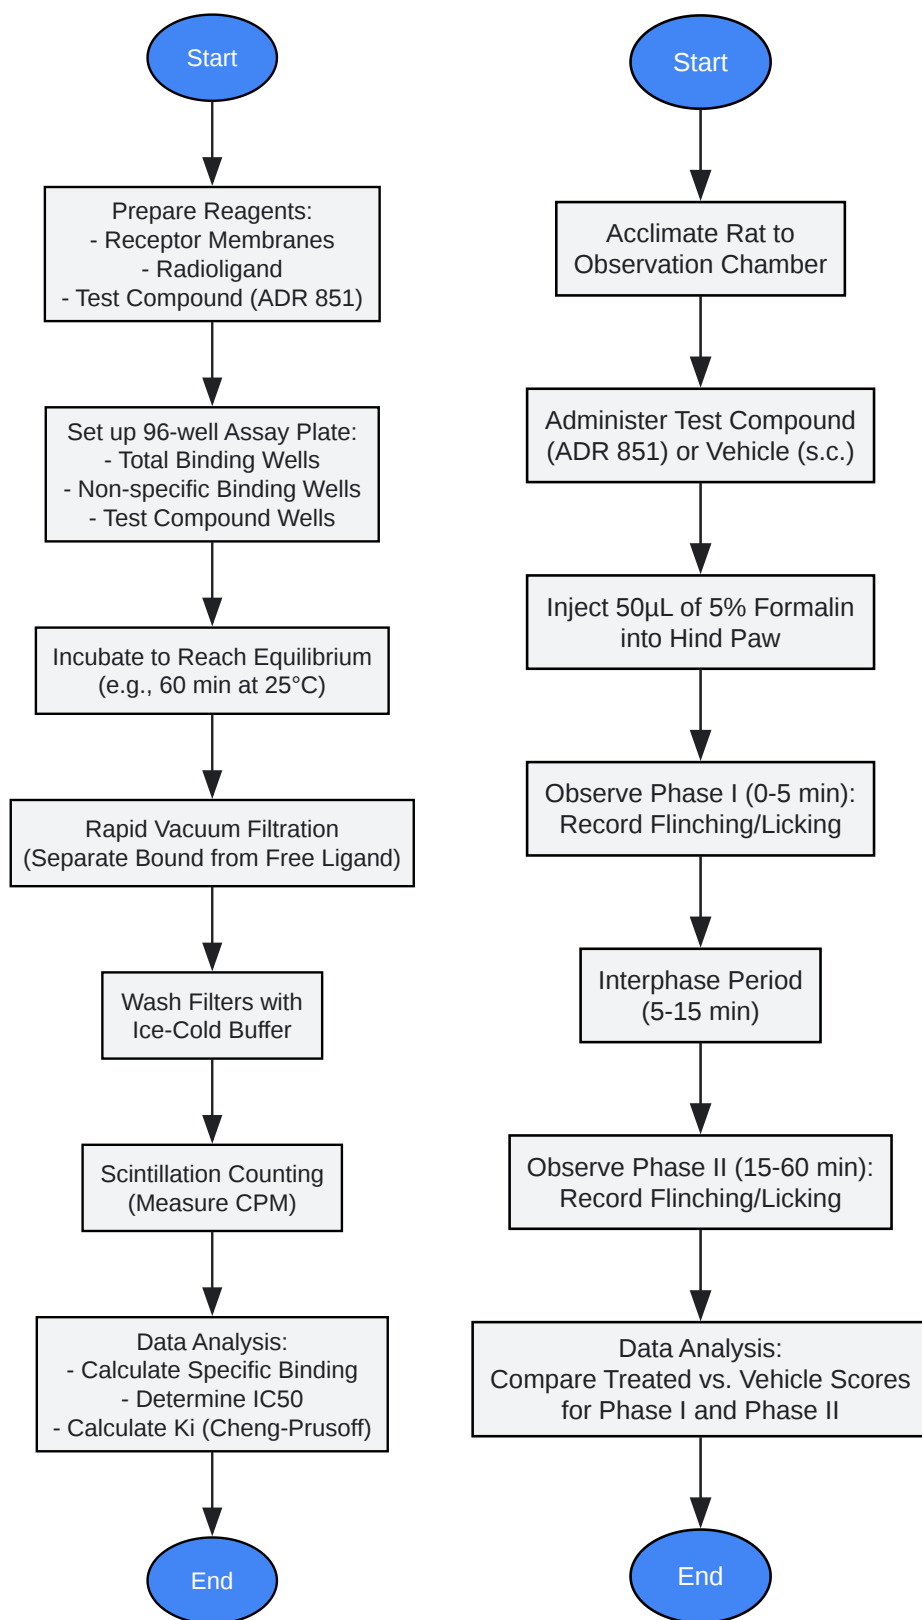 Start
Prepare Reagents:
- Receptor Membranes
- Radioligand
- Test Compound (ADR 851)
Set up 96-well Assay Plate:
- Total Binding Wells
- Non-specific Binding Wells
- Test Compound Wells
Incubate to Reach Equilibrium
(e.g., 60 min at 25°C)
Rapid Vacuum Filtration
(Separate Bound from Free Ligand)
Wash Filters with
Ice-Cold Buffer
Scintillation Counting
(Measure CPM)
Data Analysis:
- Calculate Specific Binding
- Determine IC50
- Calculate Ki (Cheng-Prusoff)
End
Start
Acclimate Rat to
Observation Chamber
Administer Test Compound
(ADR 851) or Vehicle (s.c.)
Inject 50µL of 5% Formalin
into Hind Paw
Observe Phase I (0-5 min):
Record Flinching/Licking
Interphase Period
(5-15 min)
Observe Phase II (15-60 min):
Record Flinching/Licking
Data Analysis:
Compare Treated vs. Vehicle Scores
for Phase I and Phase II
End